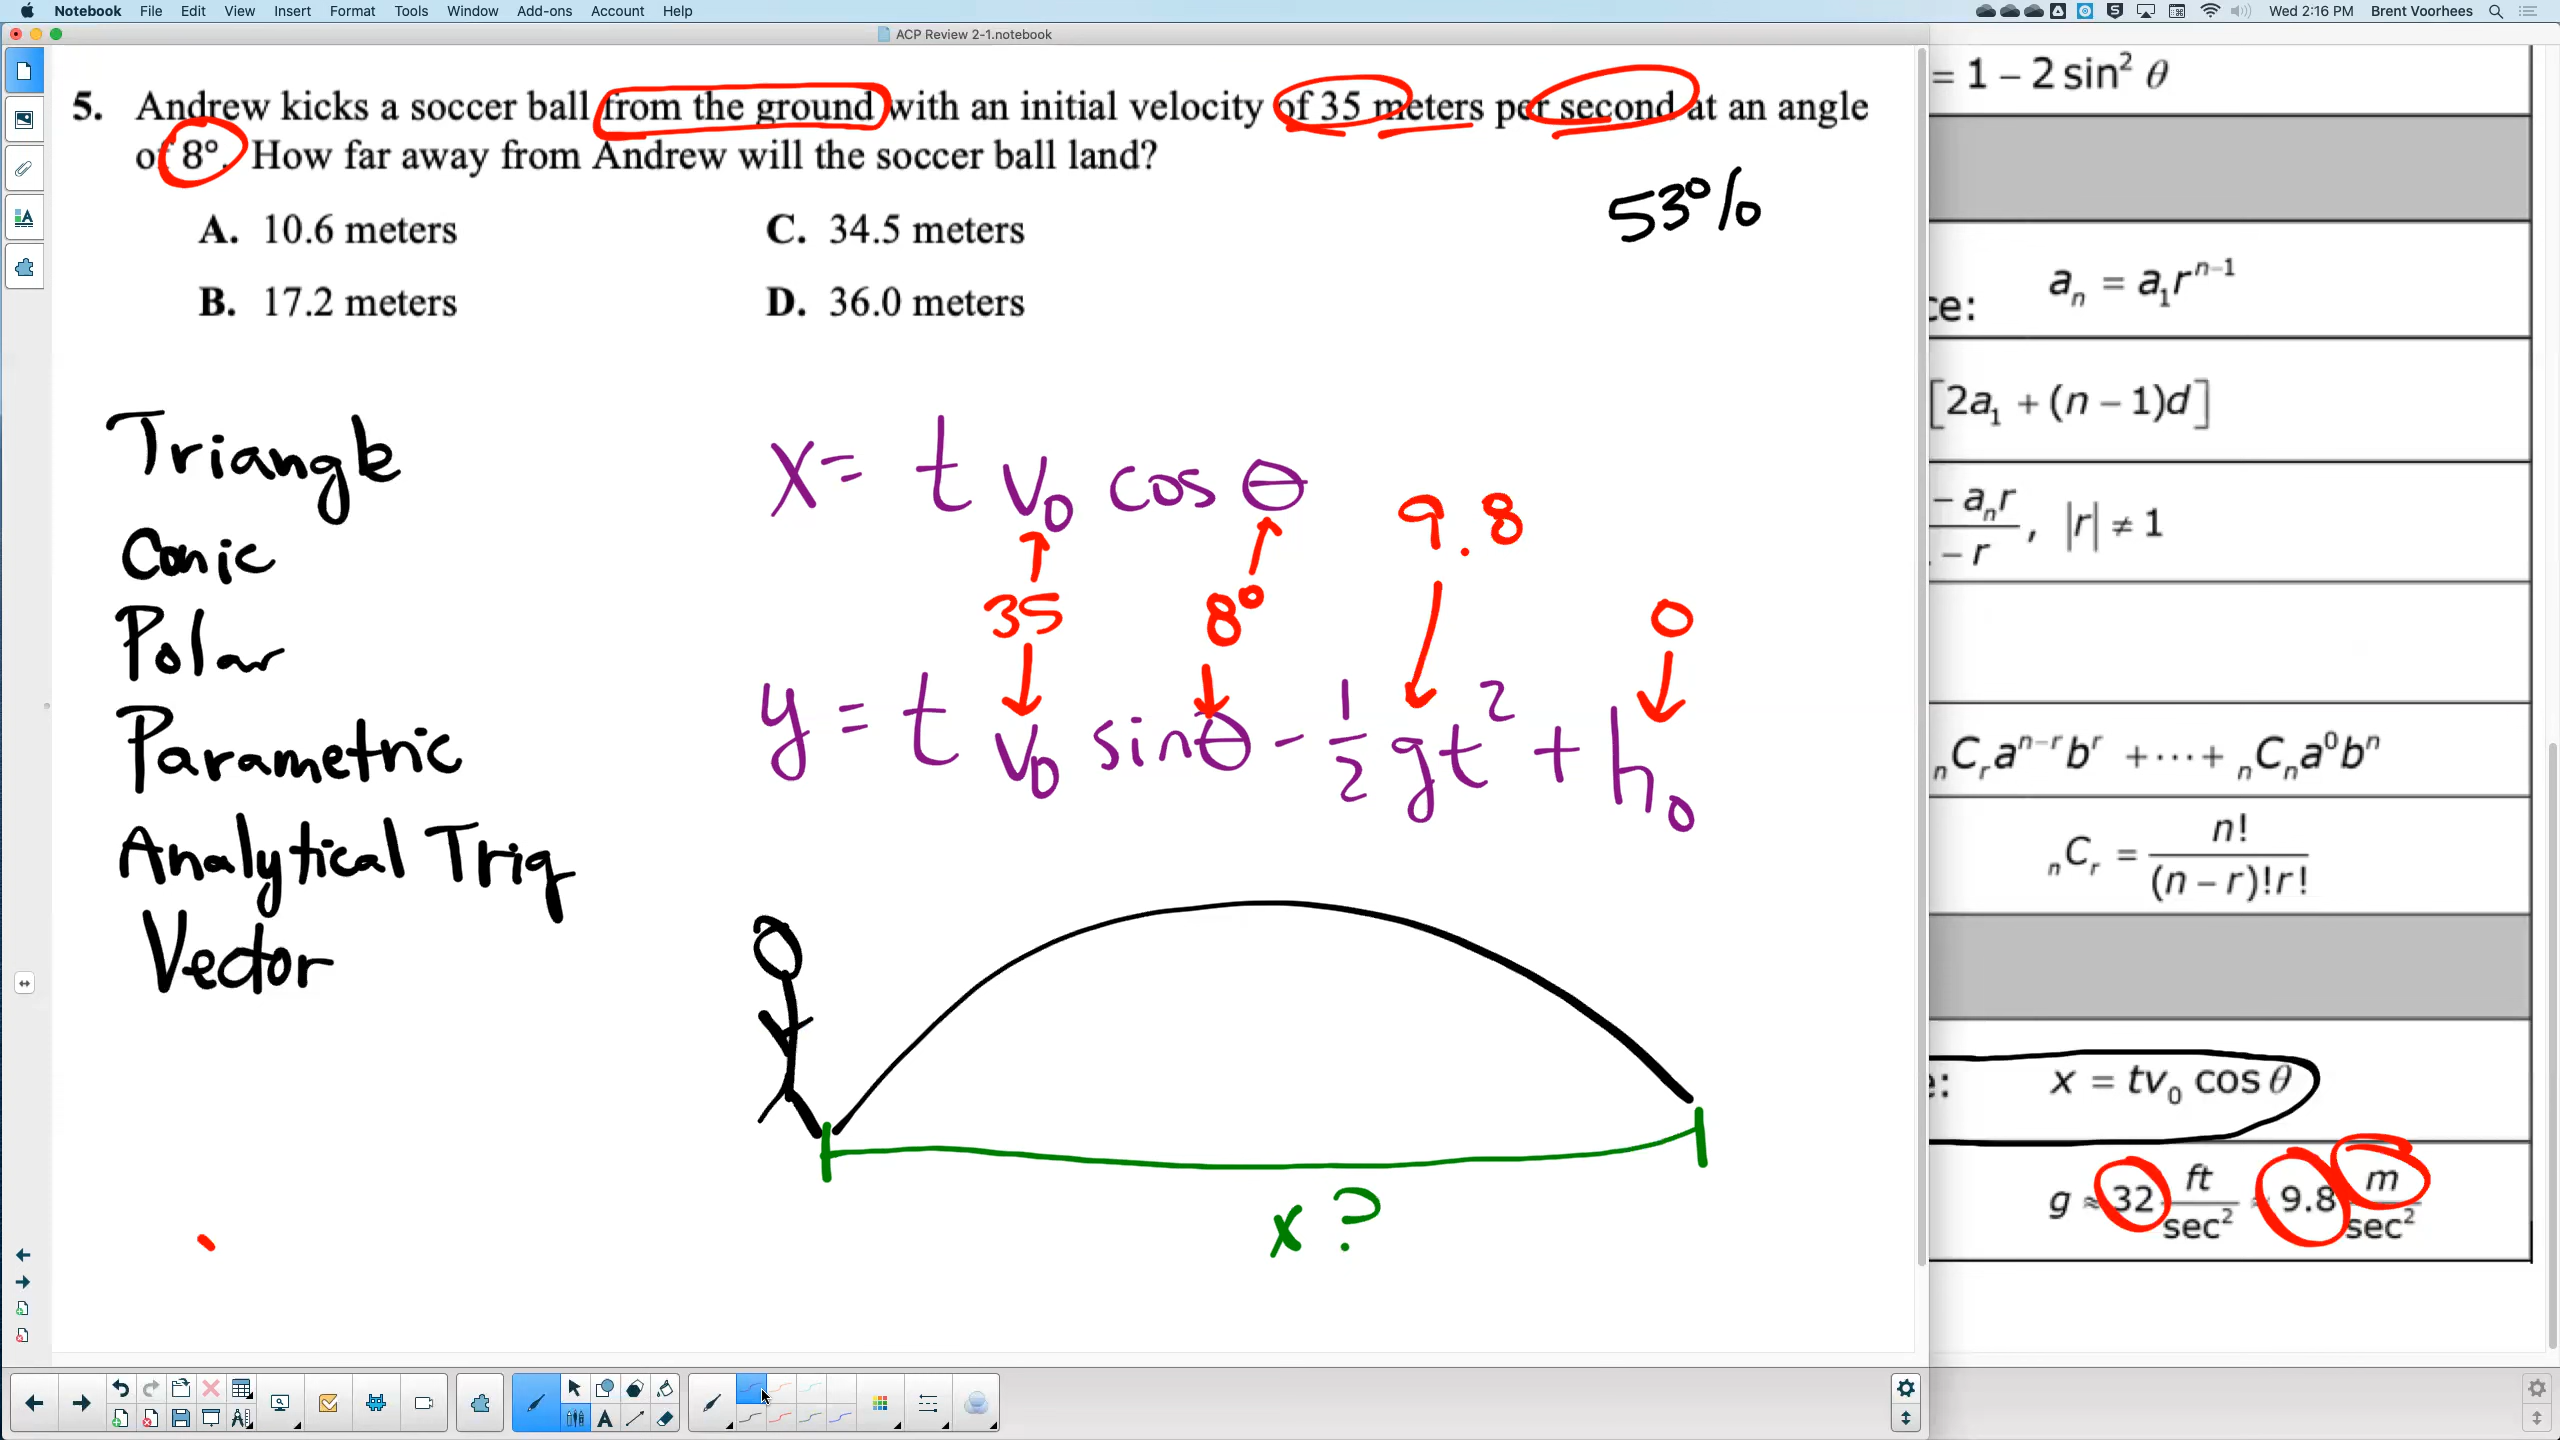 Notebook File Edit View Insert Format Tools Window Add-ons Account Help Wed 2:16 PM Brent Voorhees
ACP Review 2-1.notebook
5. Andrew kicks a soccer ball from the ground with an initial velocity of 35 meters per second at an angle
of 8°. How far away from Andrew will the soccer ball land?
53%
A. 10.6 meters C. 34.5 meters
B. 17.2 meters D. 36.0 meters
Triangle
Conic
Polar
Parametric
Analytical Trig
Vector
x = t v₀ cos θ
9.8
35 8° 0
y = t v₀ sin θ - 1/2 gt² + h₀
x ?
= 1 − 2 sin² θ
ce: aₙ = a₁rⁿ⁻¹
[2a₁ + (n − 1)d]
− aₙr / − r, |r| ≠ 1
ₙCᵣaⁿ⁻ʳbʳ + ⋯ + ₙCₙa⁰bⁿ
ₙCᵣ = n! / (n − r)!r!
e: x = tv₀ cos θ
g ≈ 32 ft/sec² ≈ 9.8 m/sec²